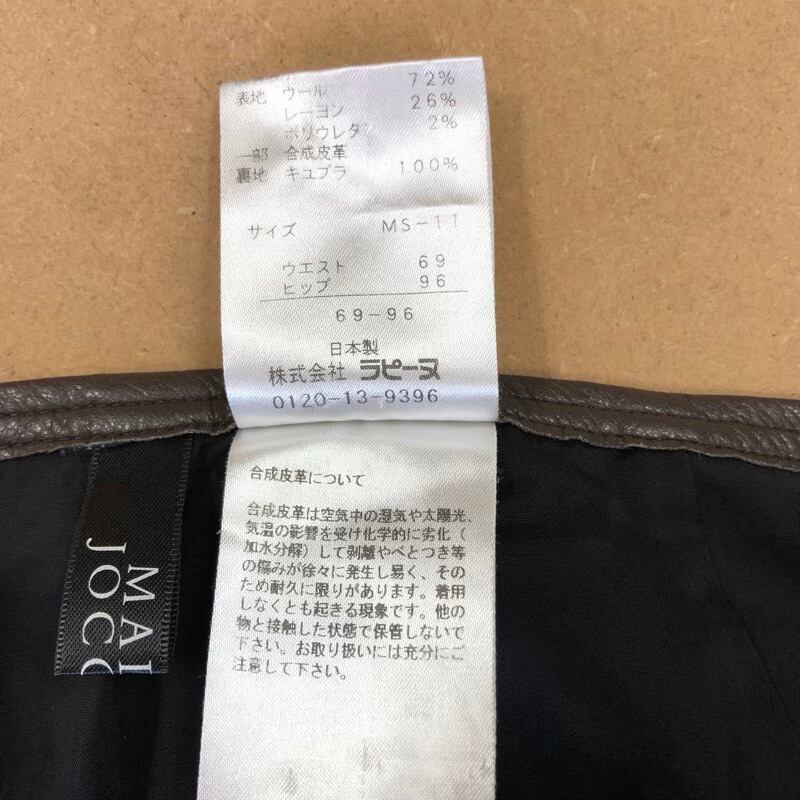 72%
表地 ウール
レーヨン 26%
ポリウレタン 2%
一部 合成皮革
裏地 キュプラ 100%
サイズ MS-11
ウエスト 69
ヒップ 96
69-96
日本製
株式会社 ラピーヌ
0120-13-9396
合成皮革について
合成皮革は空気中の湿気や太陽光、
気温の影響を受け化学的に劣化（
加水分解）して剥離やべとつき等
の傷みが徐々に発生し易く、その
ため耐久に限りがあります。着用
しなくとも起きる現象です。他の
物と接触した状態で保管しないで
下さい。お取り扱いには充分にご
注意して下さい。
MAI
JOCO